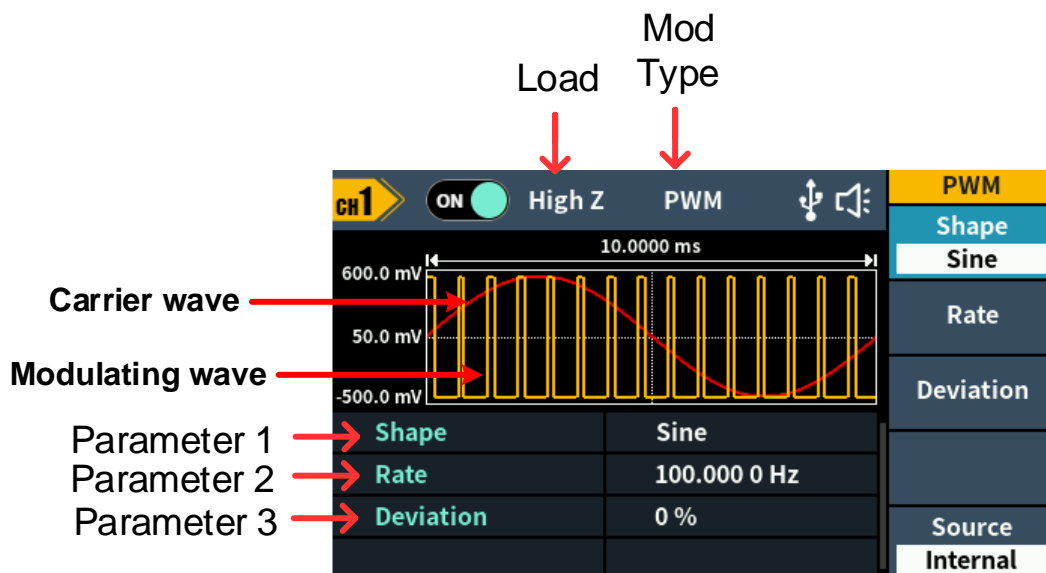 Mod
Type
Load
CH1 ON High Z PWM
PWM
Shape
Sine
Rate
Deviation
Source
Internal
10.0000 ms
600.0 mV
50.0 mV
-500.0 mV
Carrier wave
Modulating wave
Parameter 1
Parameter 2
Parameter 3
Shape Sine
Rate 100.000 0 Hz
Deviation 0 %